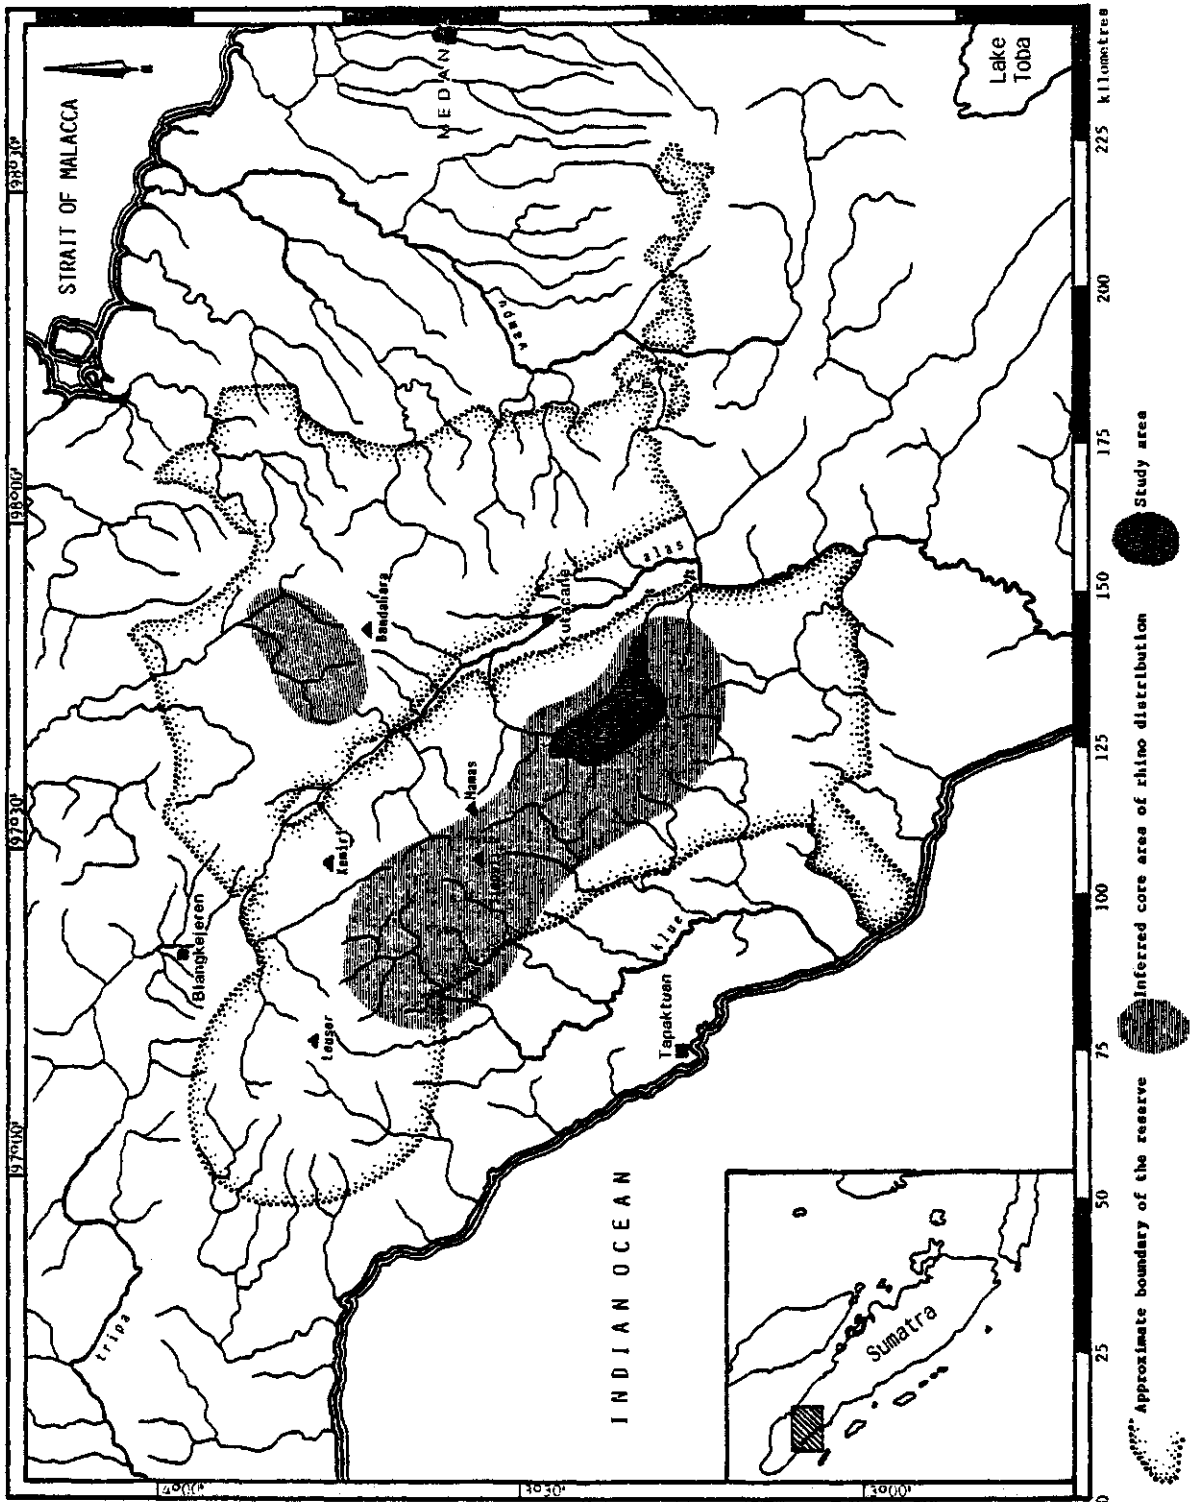 97°00'
97°30'
98°00'
98°30'
4°00'
3°30'
3°00'
STRAIT OF MALACCA
MEDAN
Lake
Toba
tripa
Blangkejeren
Leuser
Kemiri
Mamas
Bandahara
Kutacane
alas
wampu
klue
Tapaktuan
INDIAN OCEAN
Sumatra
0
25
50
75
100
125
150
175
200
225
kilometres
Approximate boundary of the reserve
Inferred core area of rhino distribution
Study area